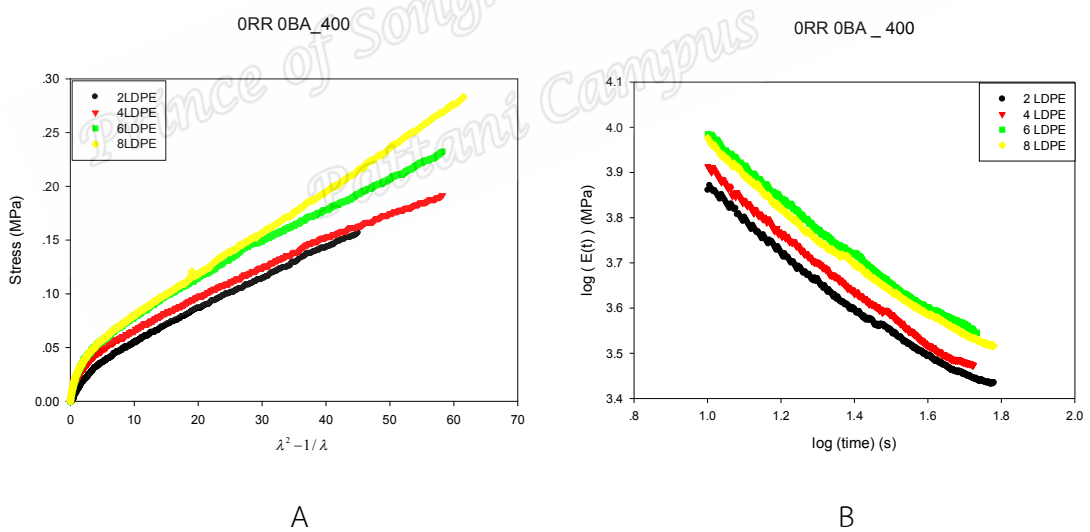 Prince of Songkla
Pattani Campus
0RR 0BA_400
.30
.25
.20
.15
.10
.05
0.00
Stress (MPa)
2LDPE
4LDPE
6LDPE
8LDPE
0 10 20 30 40 50 60 70
λ² −1/ λ
A
0RR 0BA _ 400
4.1
4.0
3.9
3.8
3.7
3.6
3.5
3.4
log ( E(t) ) (MPa)
2 LDPE
4 LDPE
6 LDPE
8 LDPE
.8 1.0 1.2 1.4 1.6 1.8 2.0
log (time) (s)
B